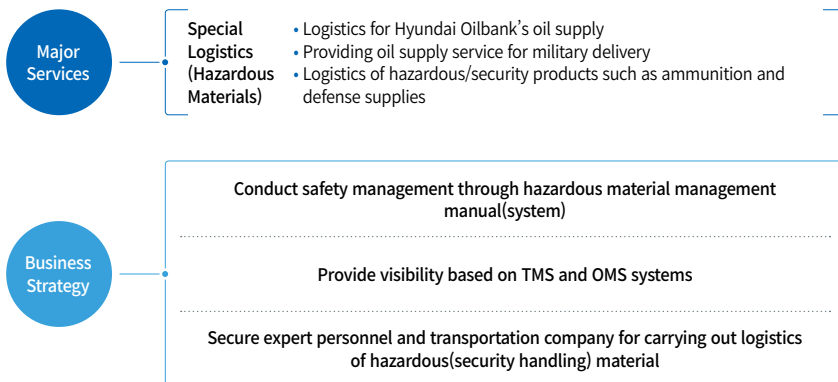 Major
Services
Special
Logistics
(Hazardous
Materials)
• Logistics for Hyundai Oilbank’s oil supply
• Providing oil supply service for military delivery
• Logistics of hazardous/security products such as ammunition and
defense supplies
Business
Strategy
Conduct safety management through hazardous material management
manual(system)
Provide visibility based on TMS and OMS systems
Secure expert personnel and transportation company for carrying out logistics
of hazardous(security handling) material